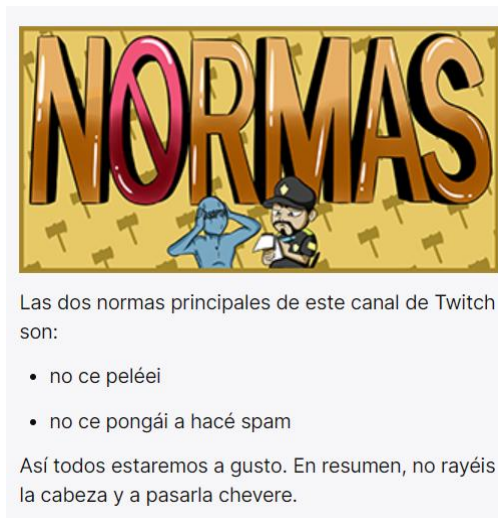 NORMAS
Las dos normas principales de este canal de Twitch
son:
• no ce peléei
• no ce pongái a hacé spam
Así todos estaremos a gusto. En resumen, no rayéis
la cabeza y a pasarla chevere.